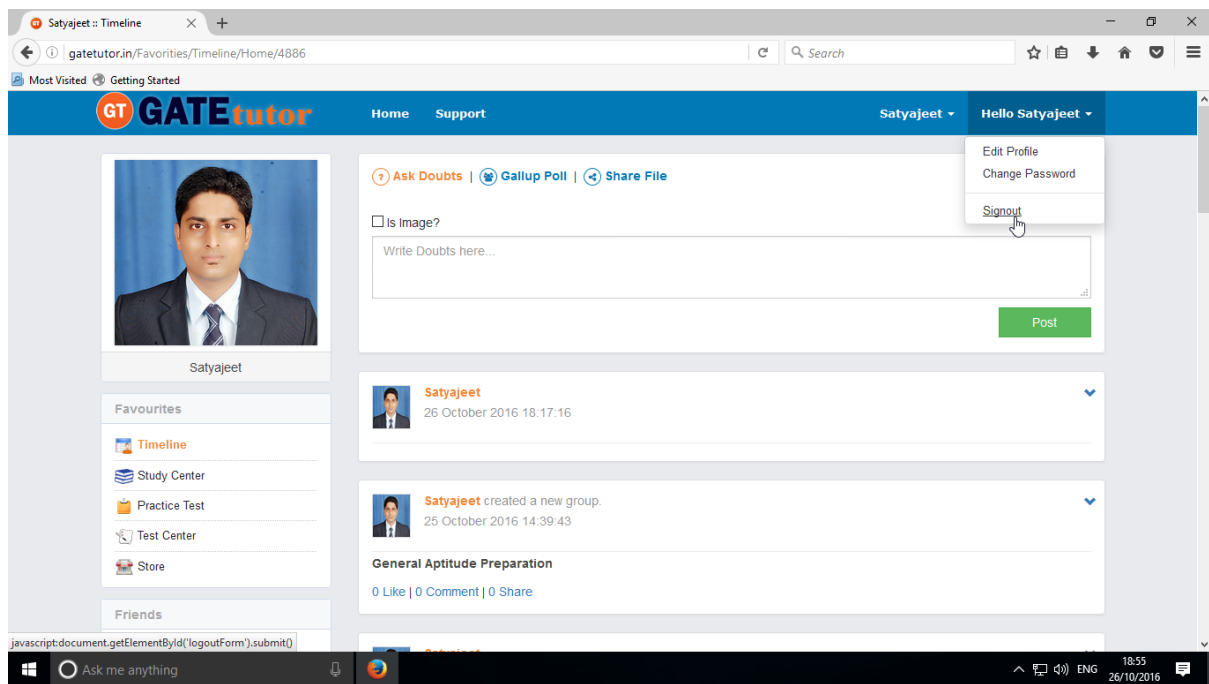 Satyajeet :: Timeline
gatetutor.in/Favorities/Timeline/Home/4886
Search
Most Visited Getting Started
GT GATEtutor Home Support Satyajeet Hello Satyajeet
Edit Profile
Change Password
Signout
? Ask Doubts | Gallup Poll | Share File
Is Image?
Write Doubts here...
Post
Satyajeet
Favourites
Timeline
Study Center
Practice Test
Test Center
Store
Friends
Satyajeet
26 October 2016 18:17:16
Satyajeet created a new group.
25 October 2016 14:39:43
General Aptitude Preparation
0 Like | 0 Comment | 0 Share
javascript:document.getElementById('logoutForm').submit()
Ask me anything
ENG
18:55
26/10/2016